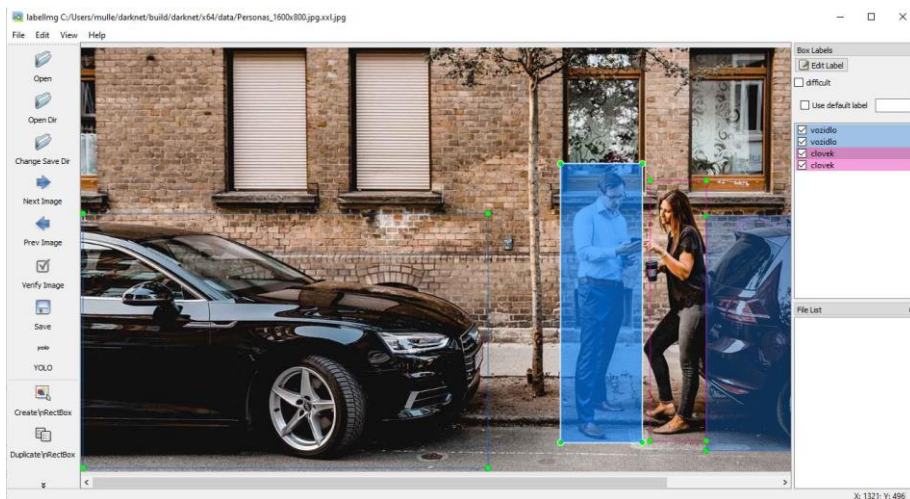 labelImg C:/Users/mulle/darknet/build/darknet/x64/data/Personas_1600x800.jpg.xxl.jpg
File Edit View Help
Open
Open Dir
Change Save Dir
Next Image
Prev Image
Verify Image
Save
yolo
YOLO
Create\nRectBox
Duplicate\nRectBox
Box Labels
Edit Label
difficult
Use default label
vozidlo
vozidlo
clovek
clovek
File List
X: 1321; Y: 496